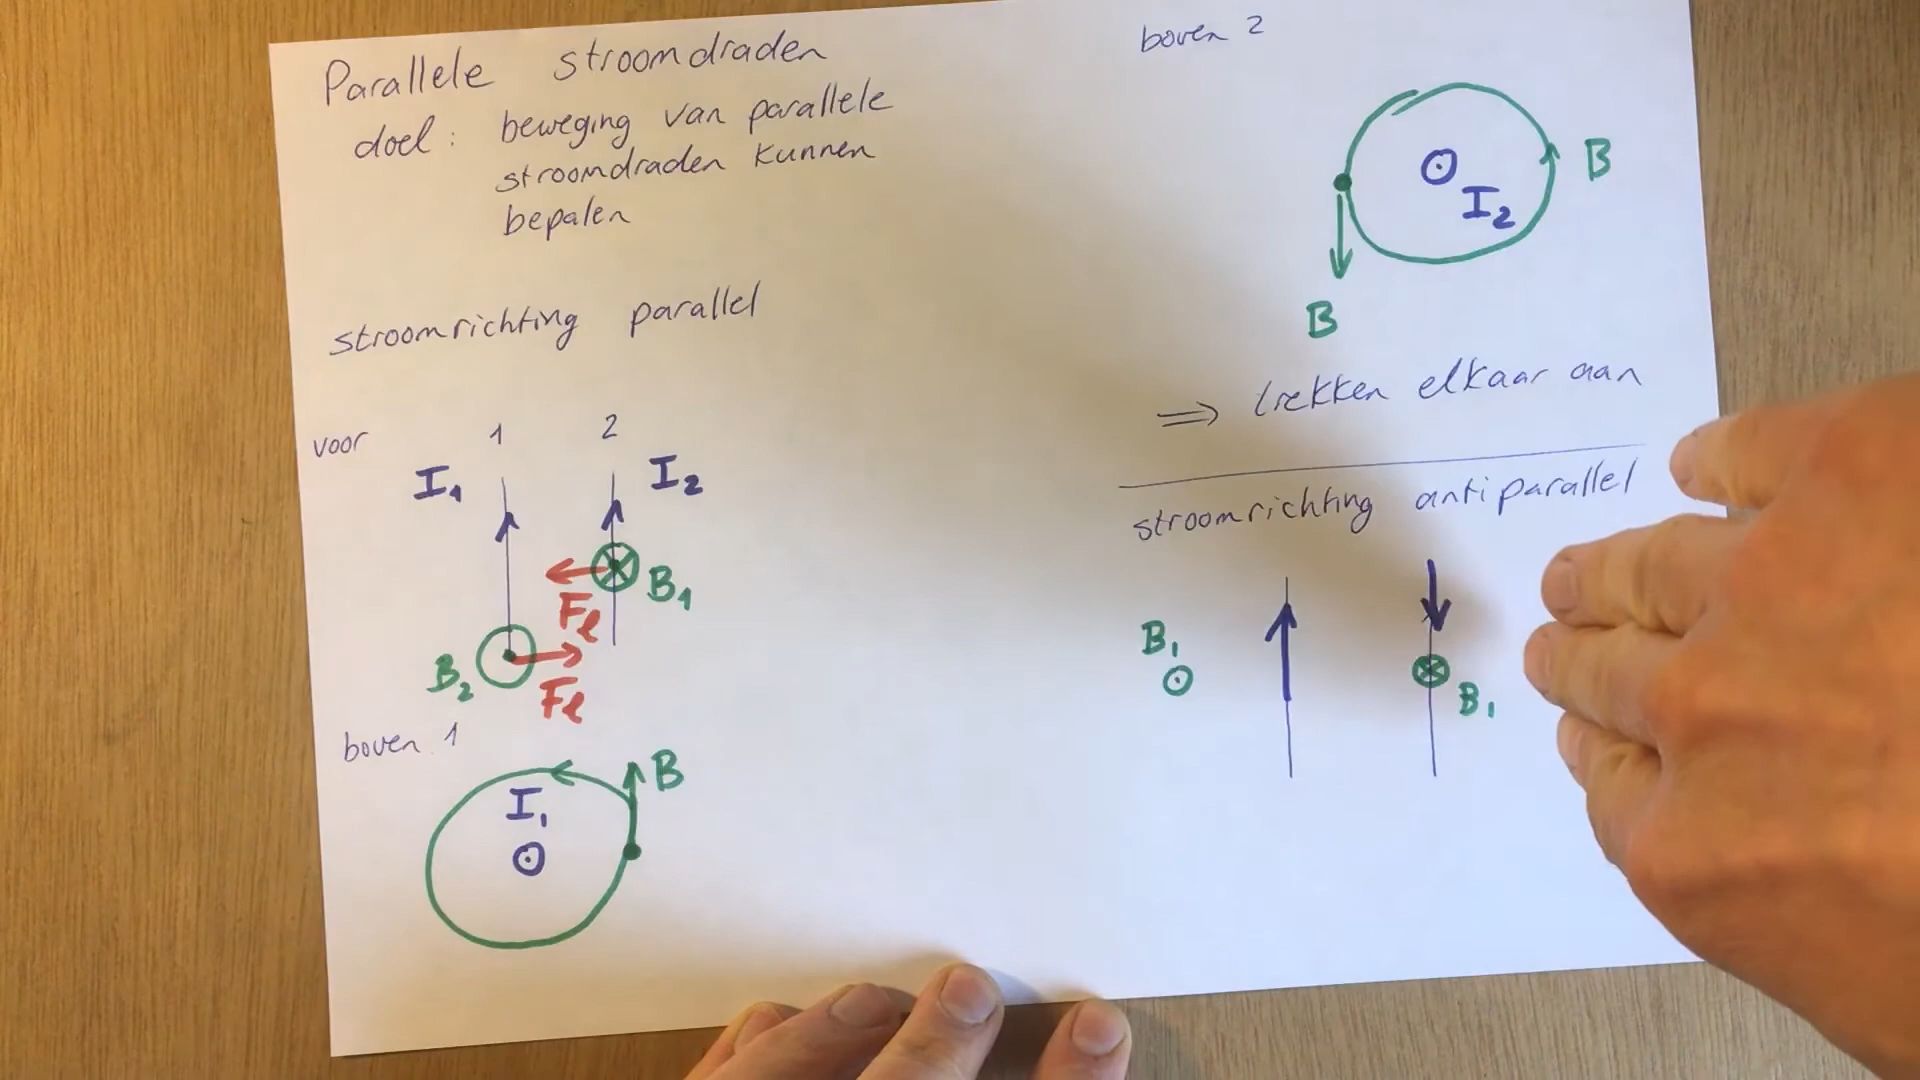 Parallele stroomdraden
doel: beweging van parallele
stroomdraden kunnen
bepalen
stroomrichting parallel
voor
1 2
I₁ I₂
B₁
Fℓ
B₂
Fℓ
boven 1
B
I₁
boven 2
B
I₂
B
⇒ trekken elkaar aan
stroomrichting antiparallel
B₁
B₁